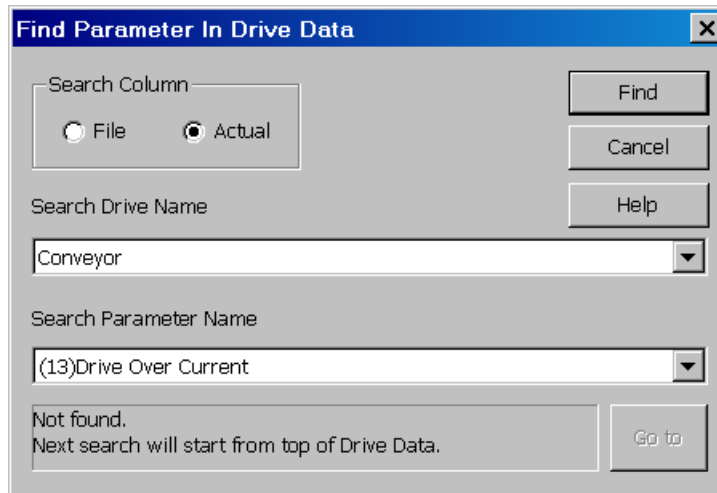 Find Parameter In Drive Data
Search Column
File
Actual
Find
Cancel
Help
Search Drive Name
Conveyor
Search Parameter Name
(13)Drive Over Current
Not found.
Next search will start from top of Drive Data.
Go to